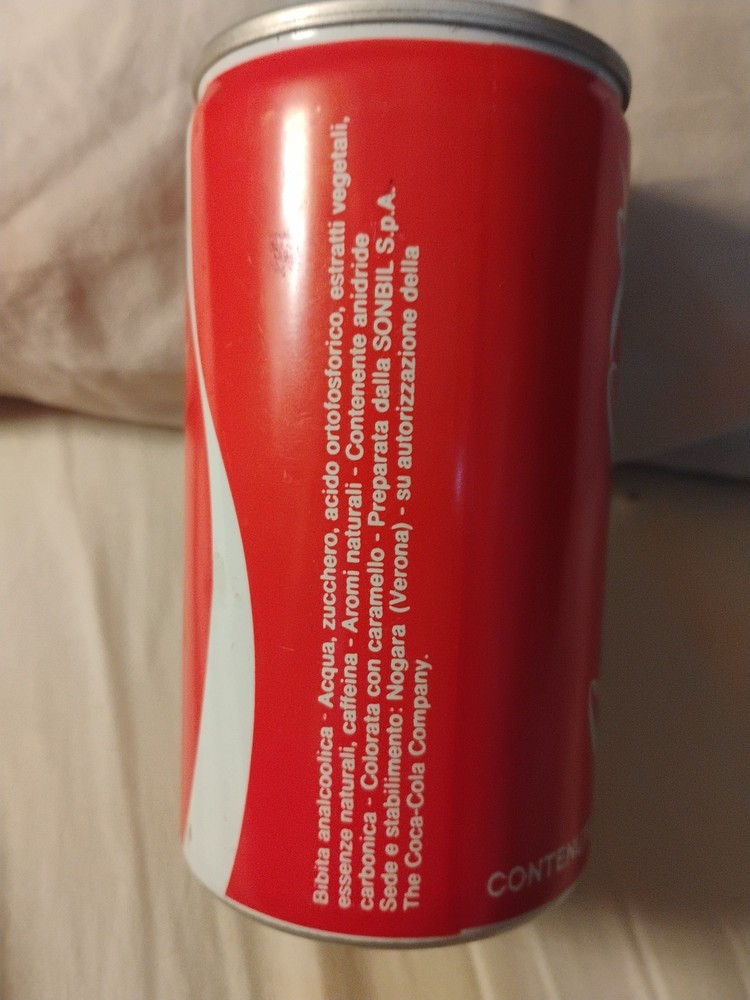 Bibita analcoolica - Acqua, zucchero, acido ortofosforico, estratti vegetali,
essenze naturali, caffeina - Aromi naturali - Contenente anidride
carbonica - Colorata con caramello - Preparata dalla SONBIL S.p.A.
Sede e stabilimento: Nogara (Verona) - su autorizzazione della
The Coca-Cola Company.